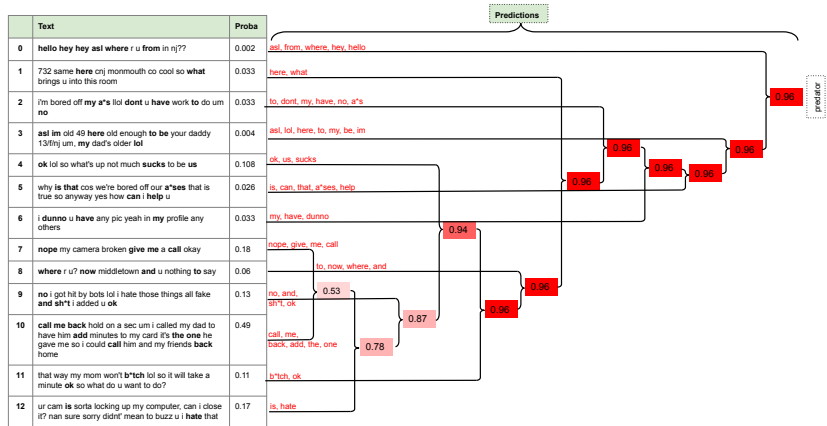 Predictions
Text Proba
0 hello hey hey asl where r u from in nj?? 0.002 asl, from, where, hey, hello
1 732 same here cnj monmouth co cool so what 0.033 here, what
brings u into this room
2 i'm bored off my a*s llol dont u have work to do um 0.033 to, dont, my, have, no, a*s
no
3 asl im old 49 here old enough to be your daddy 0.004 asl, lol, here, to, my, be, im
13/f/nj um, my dad's older lol
4 ok lol so what's up not much sucks to be us 0.108 ok, us, sucks
5 why is that cos we're bored off our a*ses that is 0.026 is, can, that, a*ses, help
true so anyway yes how can i help u
6 i dunno u have any pic yeah in my profile any 0.033 my, have, dunno
others
7 nope my camera broken give me a call okay 0.18 nope, give, me, call
8 where r u? now middletown and u nothing to say 0.06 to, now, where, and
9 no i got hit by bots lol i hate those things all fake 0.13 no, and,
and sh*t i added u ok sh*t, ok
10 call me back hold on a sec um i called my dad to 0.49 call, me,
have him add minutes to my card it's the one he back, add, the, one
gave me so i could call him and my friends back
home
11 that way my mom won't b*tch lol so it will take a 0.11 b*tch, ok
minute ok so what do u want to do?
12 ur cam is sorta locking up my computer, can i close 0.17 is, hate
it? nan sure sorry didnt' mean to buzz u i hate that
0.96
predator
0.96
0.96
0.96
0.96
0.96
0.94
0.96
0.53
0.96
0.87
0.78